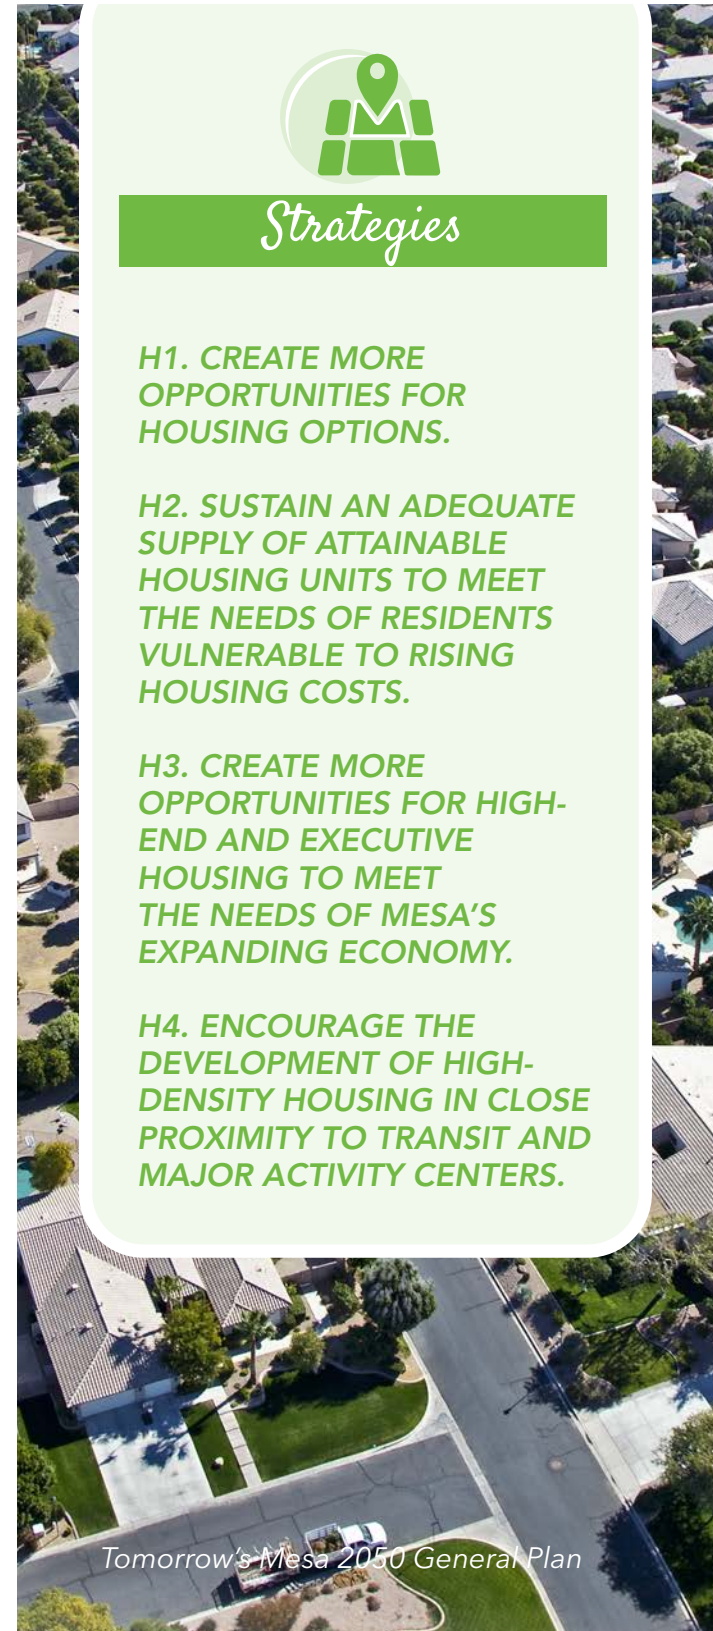 Strategies
H1. CREATE MORE
OPPORTUNITIES FOR
HOUSING OPTIONS.
H2. SUSTAIN AN ADEQUATE
SUPPLY OF ATTAINABLE
HOUSING UNITS TO MEET
THE NEEDS OF RESIDENTS
VULNERABLE TO RISING
HOUSING COSTS.
H3. CREATE MORE
OPPORTUNITIES FOR HIGH-
END AND EXECUTIVE
HOUSING TO MEET
THE NEEDS OF MESA’S
EXPANDING ECONOMY.
H4. ENCOURAGE THE
DEVELOPMENT OF HIGH-
DENSITY HOUSING IN CLOSE
PROXIMITY TO TRANSIT AND
MAJOR ACTIVITY CENTERS.
Tomorrow’s Mesa 2050 General Plan